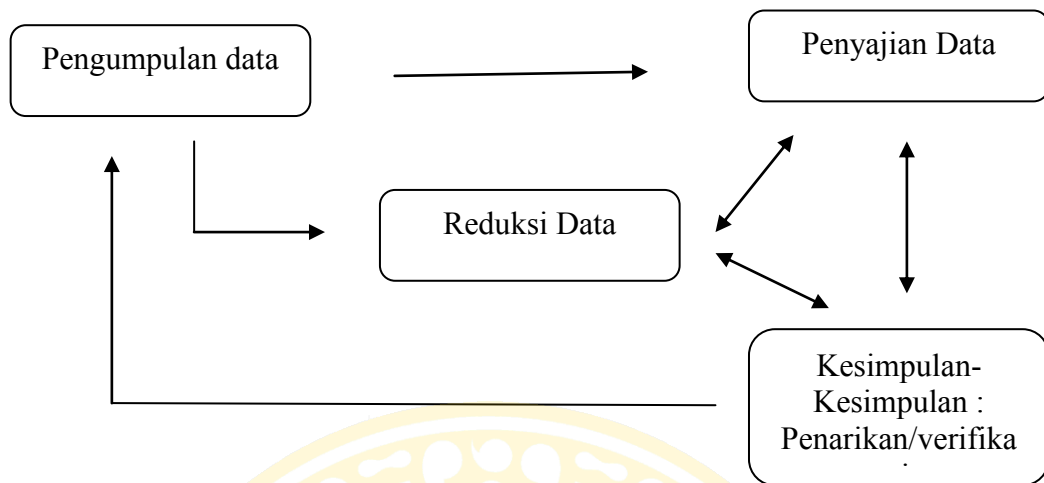 Pengumpulan data
Penyajian Data
Reduksi Data
Kesimpulan-
Kesimpulan :
Penarikan/verifika